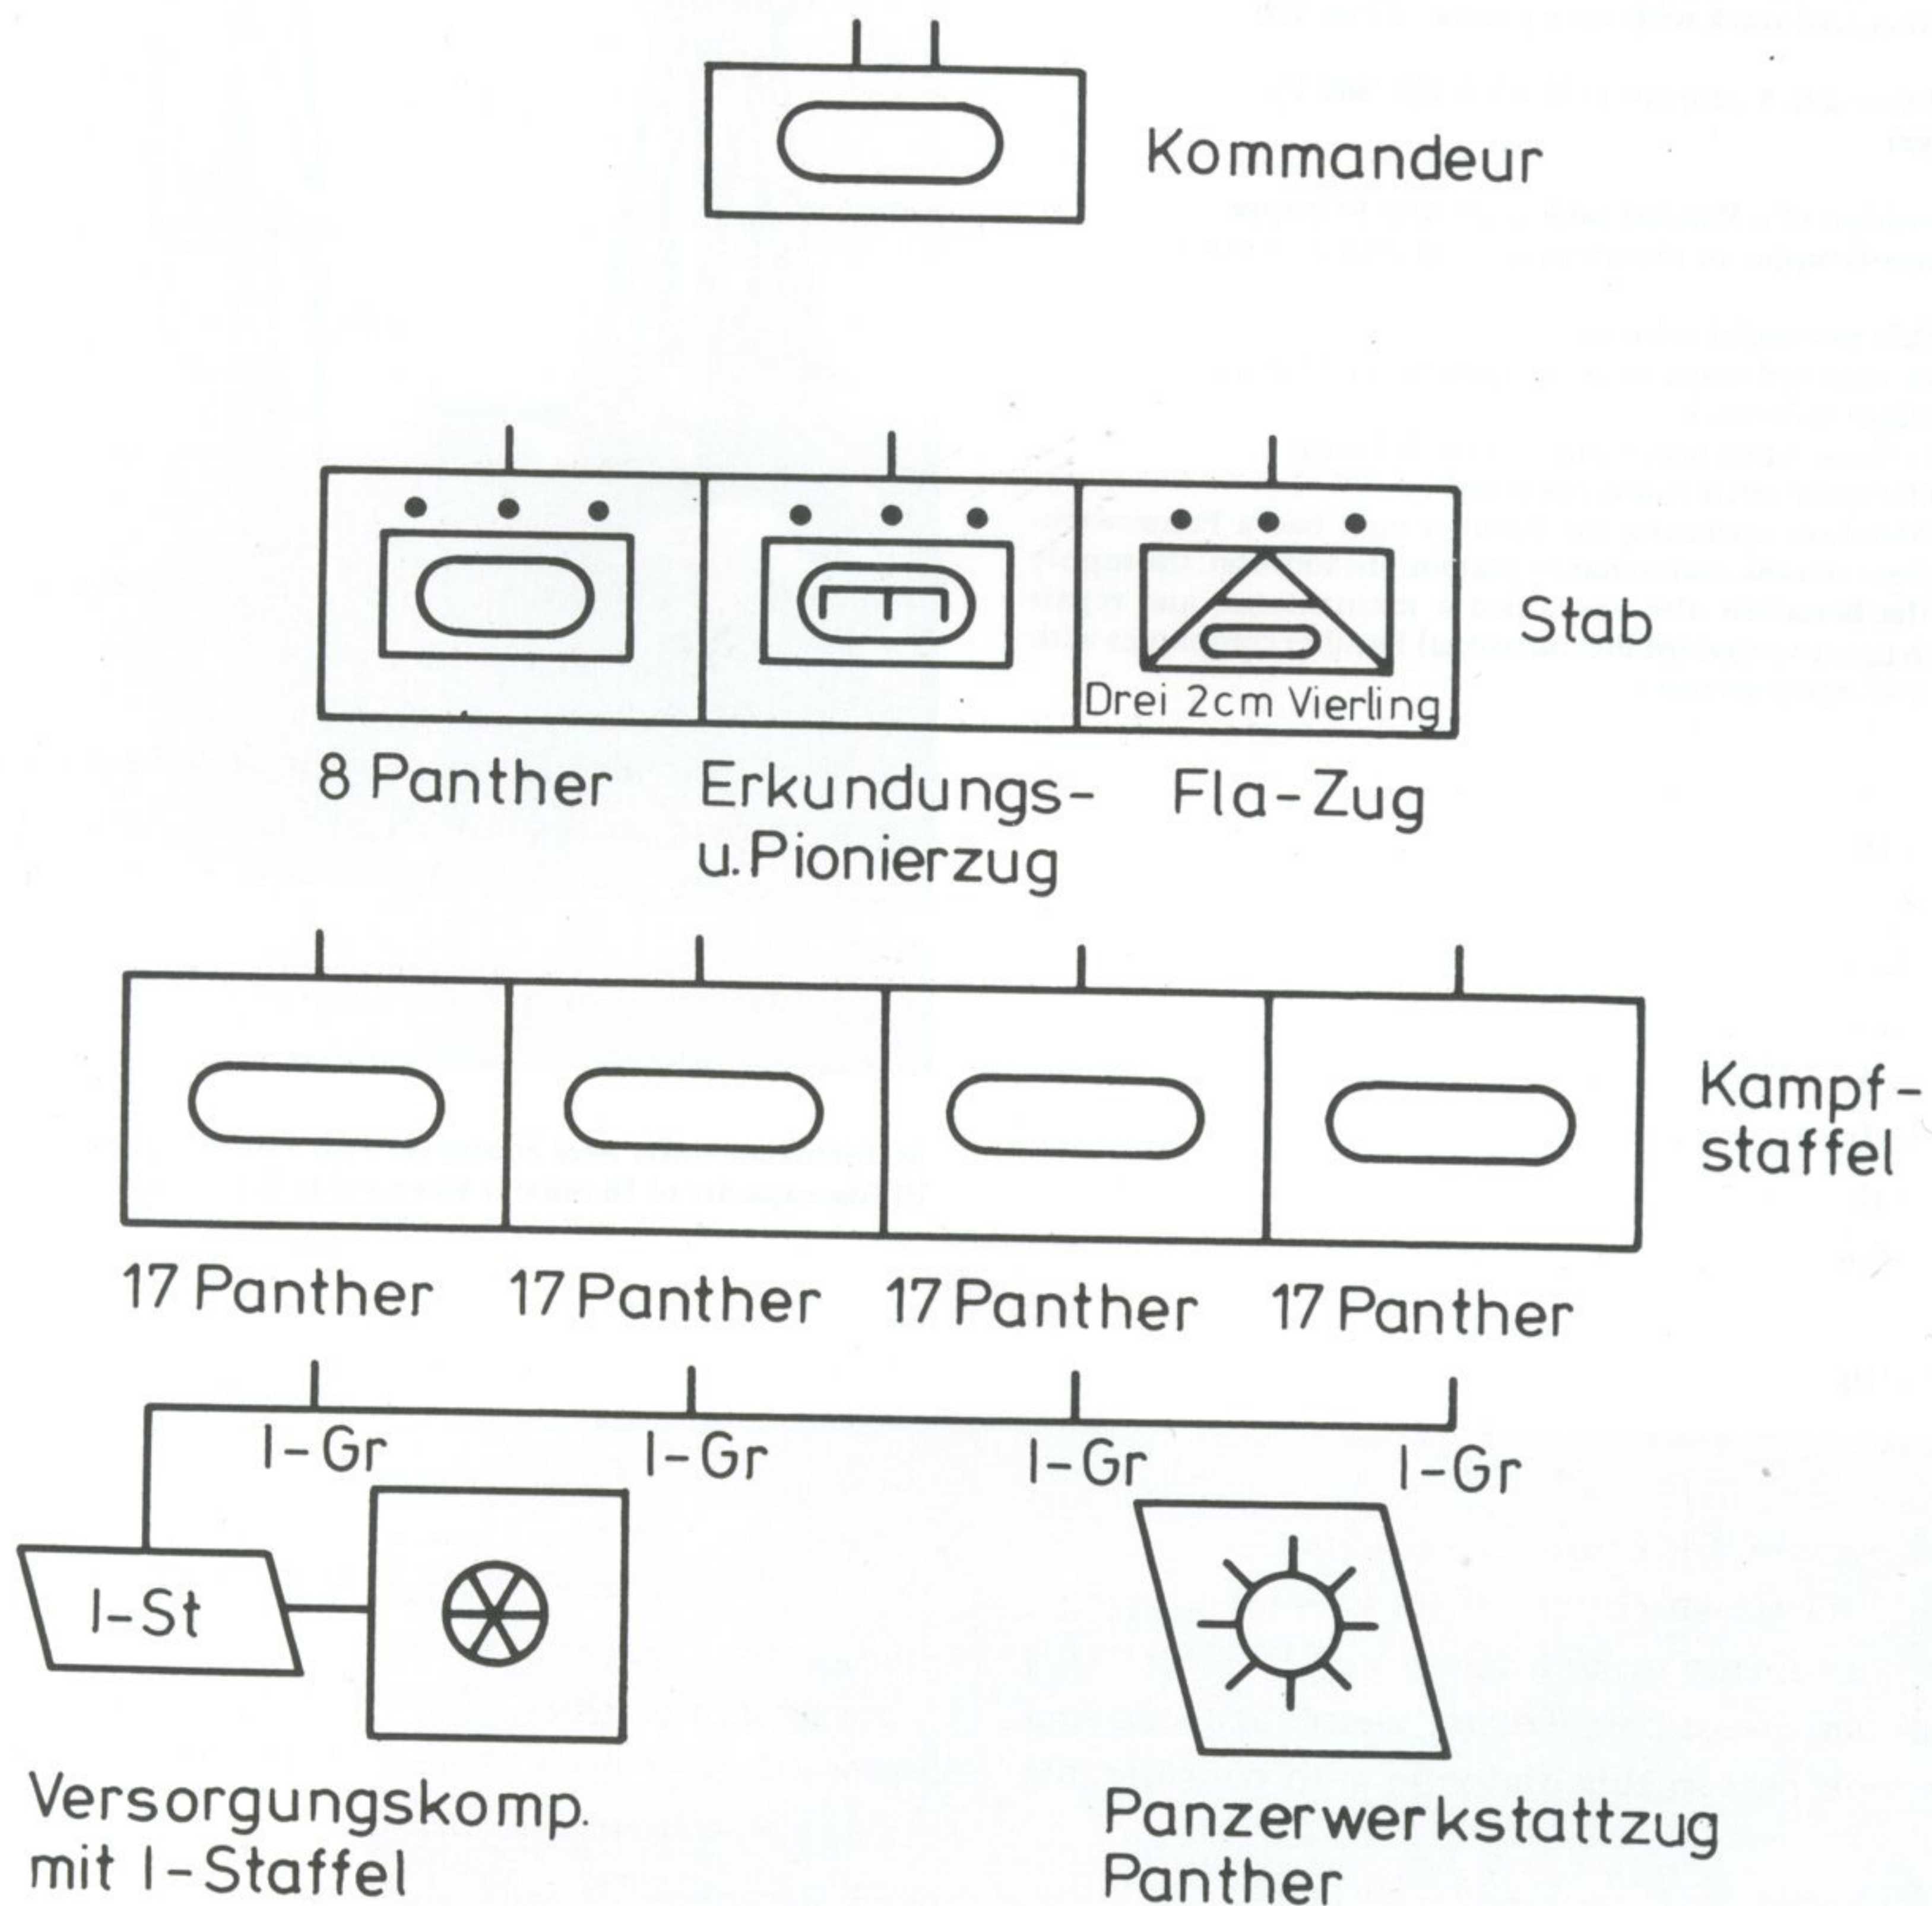 Kommandeur
Stab
Drei 2cm Vierling
8 Panther
Erkundungs-
u. Pionierzug
Fla-Zug
Kampf-
staffel
17 Panther
17 Panther
17 Panther
17 Panther
I-Gr
I-Gr
I-Gr
I-Gr
I-St
Versorgungskomp.
mit I-Staffel
Panzerwerkstattzug
Panther